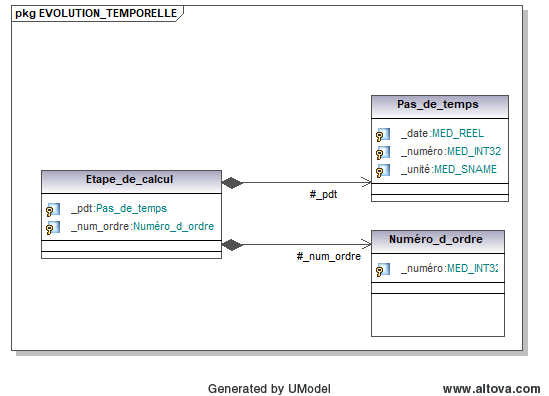 pkg EVOLUTION_TEMPORELLE
Pas_de_temps
_date:MED_REEL
_numéro:MED_INT32
_unité:MED_SNAME
Etape_de_calcul
_pdt:Pas_de_temps
_num_ordre:Numéro_d_ordre
#_pdt
#_num_ordre
Numéro_d_ordre
_numéro:MED_INT32
Generated by UModel
www.altova.com